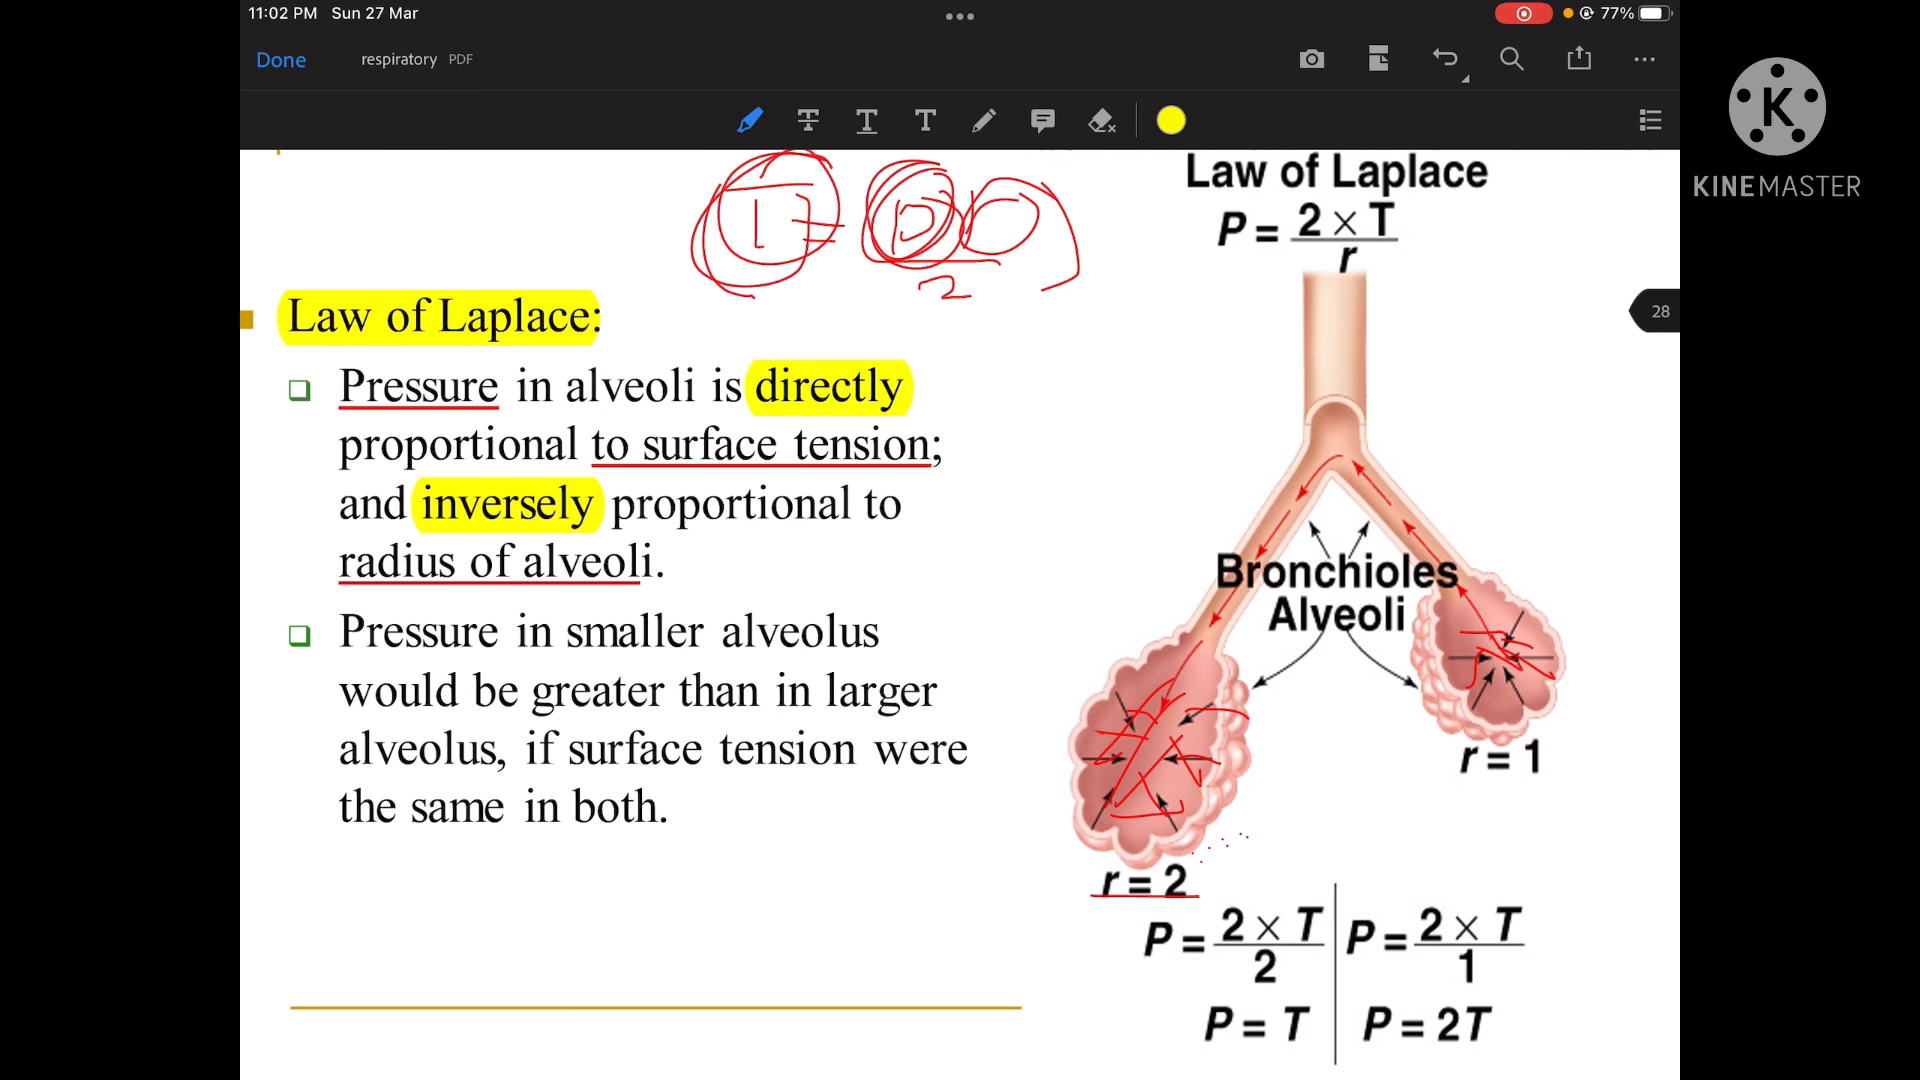 11:02 PM Sun 27 Mar
77%
Done
respiratory PDF
K
KINEMASTER
T T T
28
Law of Laplace
P = 2 × T
r
2
Law of Laplace:
Pressure in alveoli is directly
proportional to surface tension;
and inversely proportional to
radius of alveoli.
Pressure in smaller alveolus
would be greater than in larger
alveolus, if surface tension were
the same in both.
Bronchioles
Alveoli
r = 1
r = 2
P = 2 × T
2
P = 2 × T
1
P = T
P = 2T